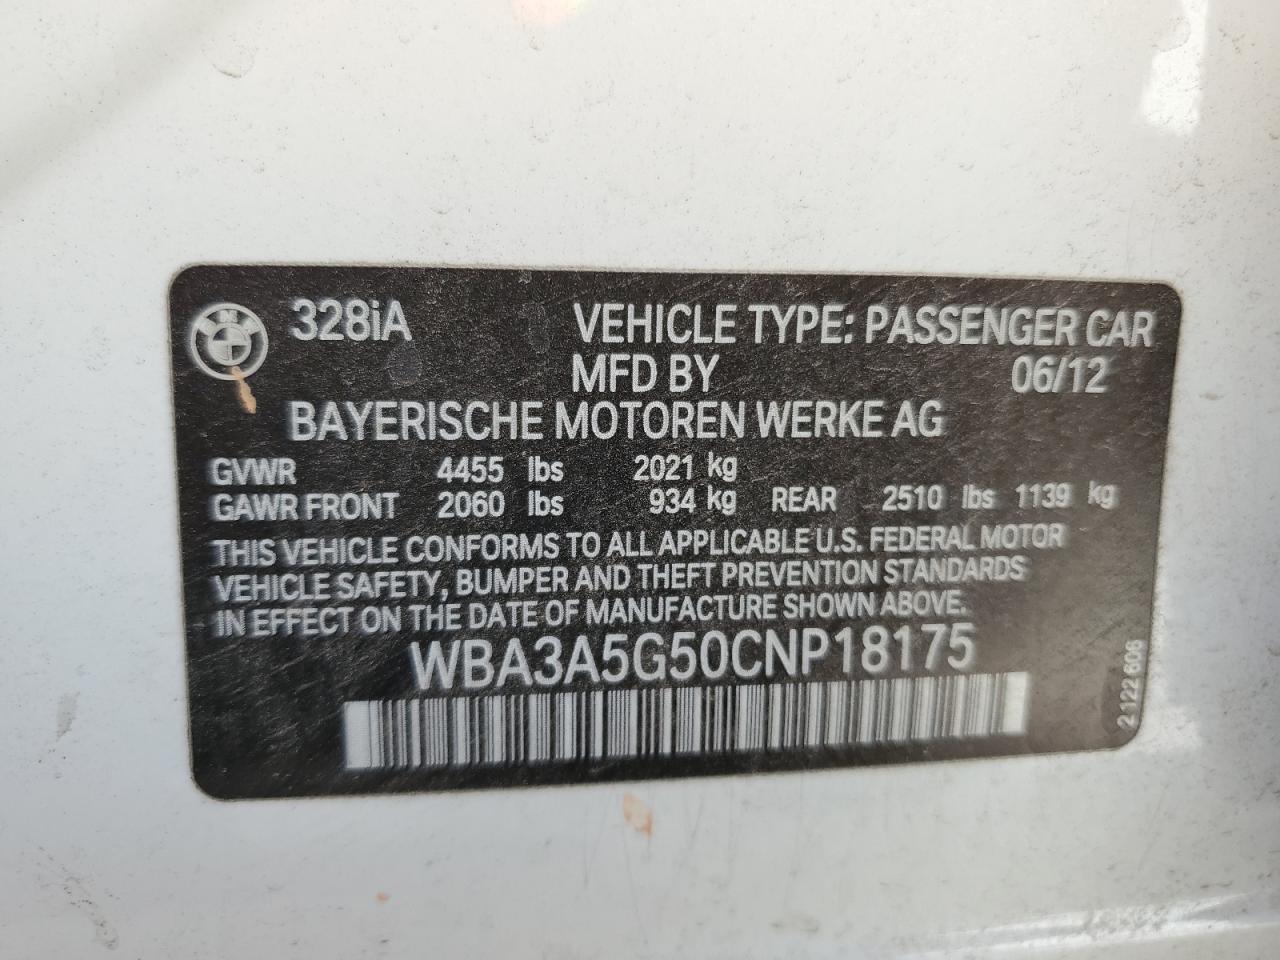 BMW 328iA VEHICLE TYPE: PASSENGER CAR
MFD BY 06/12
BAYERISCHE MOTOREN WERKE AG
GVWR 4455 lbs 2021 kg
GAWR FRONT 2060 lbs 934 kg REAR 2510 lbs 1139 kg
THIS VEHICLE CONFORMS TO ALL APPLICABLE U.S. FEDERAL MOTOR
VEHICLE SAFETY, BUMPER AND THEFT PREVENTION STANDARDS
IN EFFECT ON THE DATE OF MANUFACTURE SHOWN ABOVE.
WBA3A5G50CNP18175
2 122 606